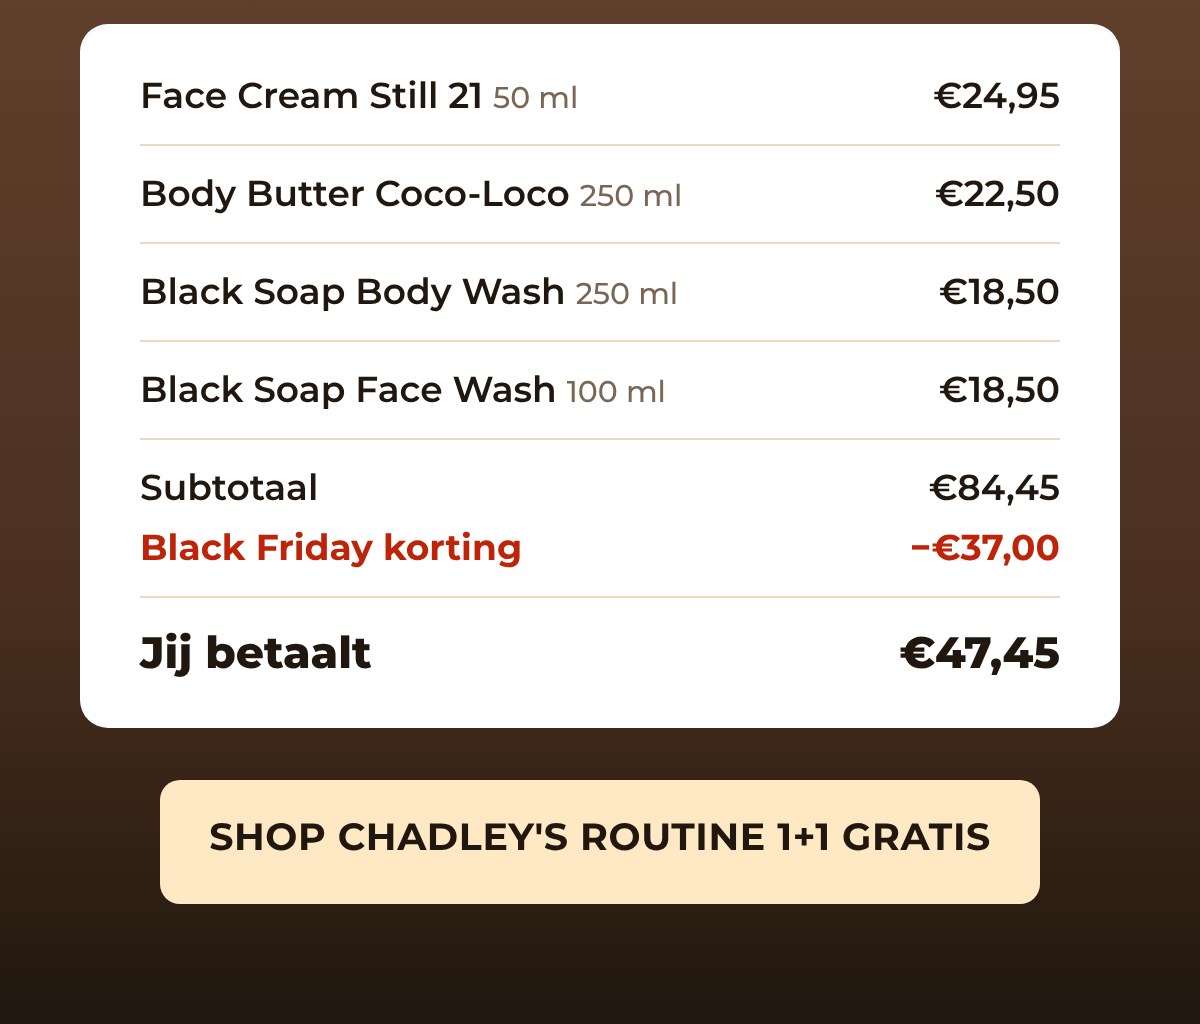 Face Cream Still 21 50 ml €24,95
Body Butter Coco-Loco 250 ml €22,50
Black Soap Body Wash 250 ml €18,50
Black Soap Face Wash 100 ml €18,50
Subtotaal €84,45
Black Friday korting −€37,00
Jij betaalt €47,45
SHOP CHADLEY'S ROUTINE 1+1 GRATIS